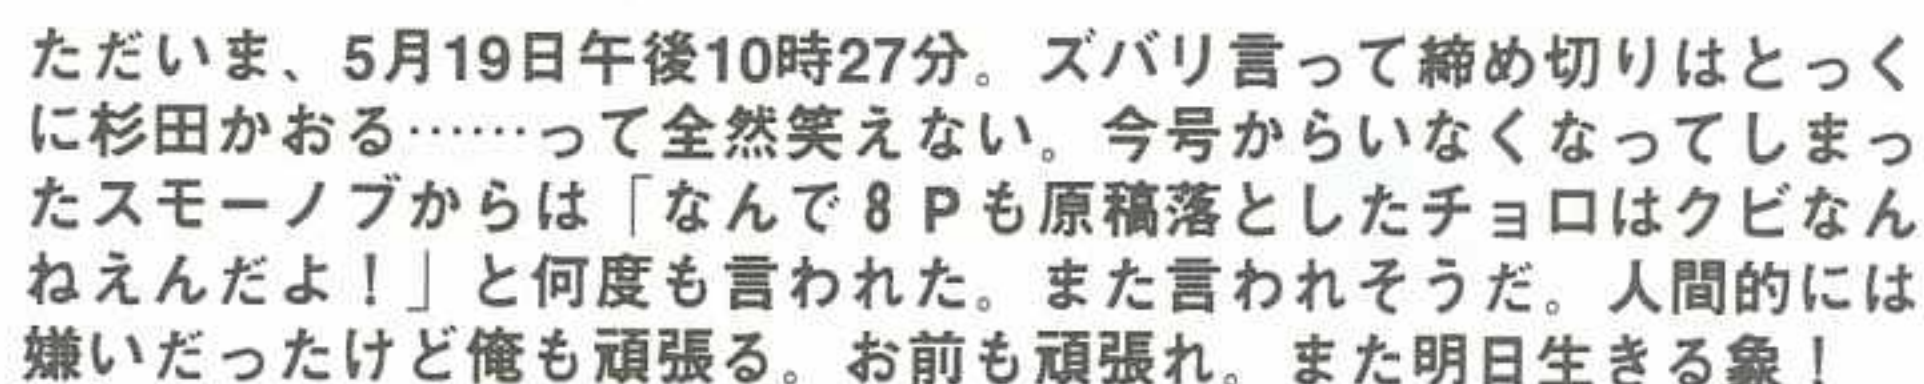 ただいま、5月19日午後10時27分。ズバリ言って締め切りはとっく
に杉田かおる……って全然笑えない。今号からいなくなってしまっ
たスモーノブからは「なんで8Pも原稿落としたチョロはクビなん
ねえんだよ！」と何度も言われた。また言われそうだ。人間的には
嫌いだったけど俺も頑張る。お前も頑張れ。また明日生きる象！